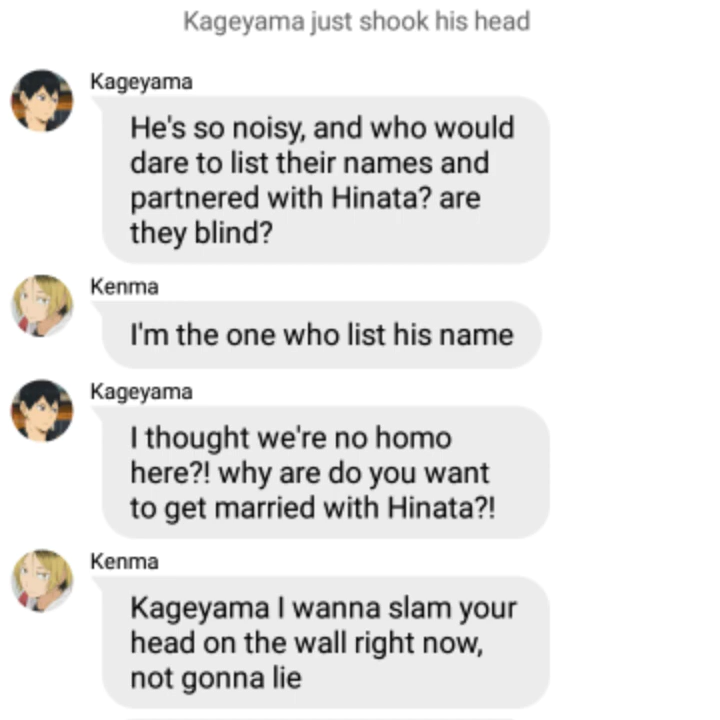 Kageyama just shook his head
Kageyama
He's so noisy, and who would
dare to list their names and
partnered with Hinata? are
they blind?
Kenma
I'm the one who list his name
Kageyama
I thought we're no homo
here?! why are do you want
to get married with Hinata?!
Kenma
Kageyama I wanna slam your
head on the wall right now,
not gonna lie